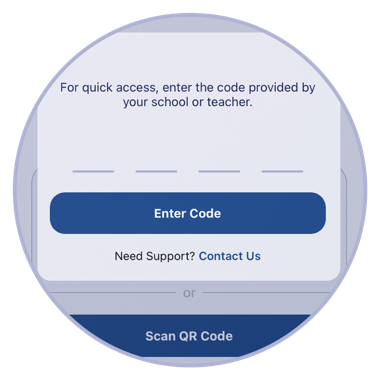 For quick access, enter the code provided by
your school or teacher.
Enter Code
Need Support? Contact Us
or
Scan QR Code